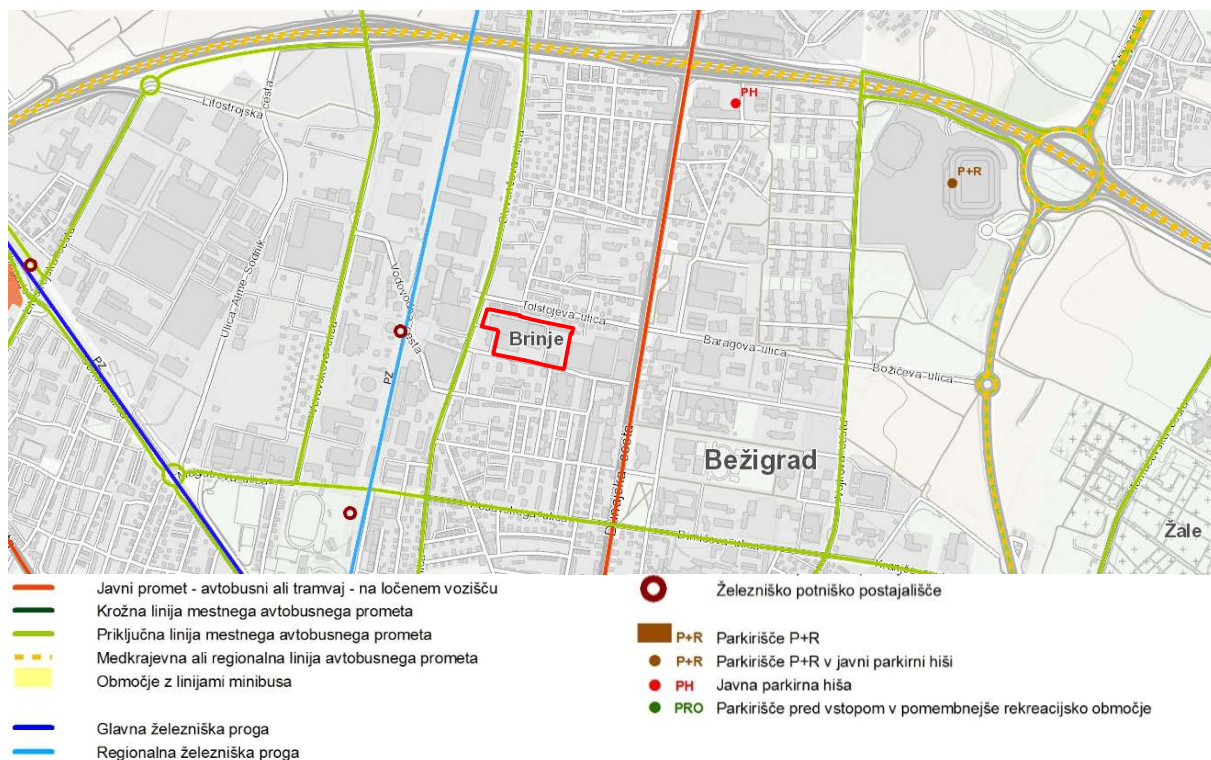 PH
Litostrojska cesta
P+R
Ulica Alme Sodnik
Tolstojeva ulica
Brinje
Baragova ulica
Božičeva ulica
PZ
PZ
Bežigrad
Dunajska cesta
Dimičeva ulica
Žale
Javni promet - avtobusni ali tramvaj - na ločenem vozišču
Krožna linija mestnega avtobusnega prometa
Priključna linija mestnega avtobusnega prometa
Medkrajevna ali regionalna linija avtobusnega prometa
Območje z linijami minibusa
Glavna železniška proga
Regionalna železniška proga
Železniško potniško postajališče
P+R Parkirišče P+R
P+R Parkirišče P+R v javni parkirni hiši
PH Javna parkirna hiša
PRO Parkirišče pred vstopom v pomembnejše rekreacijsko območje